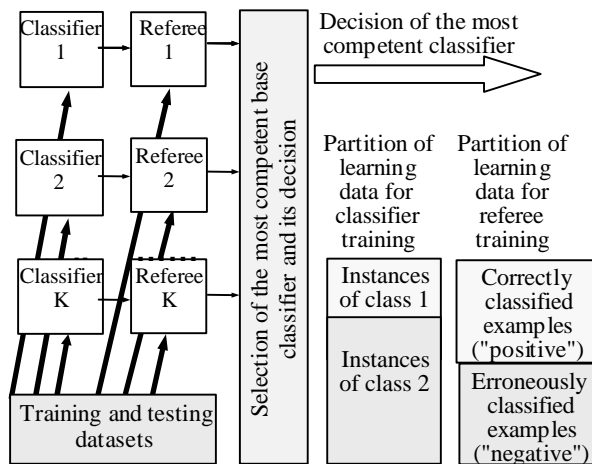 Classifier
1
Referee
1
Classifier
2
Referee
2
Classifier
K
Referee
K
Training and testing
datasets
Selection of the most competent base
classifier and its decision
Decision of the most
competent classifier
Partition of
learning
data for
classifier
training
Partition of
learning
data for
referee
training
Instances
of class 1
Instances
of class 2
Correctly
classified
examples
("positive")
Erroneously
classified
examples
("negative")